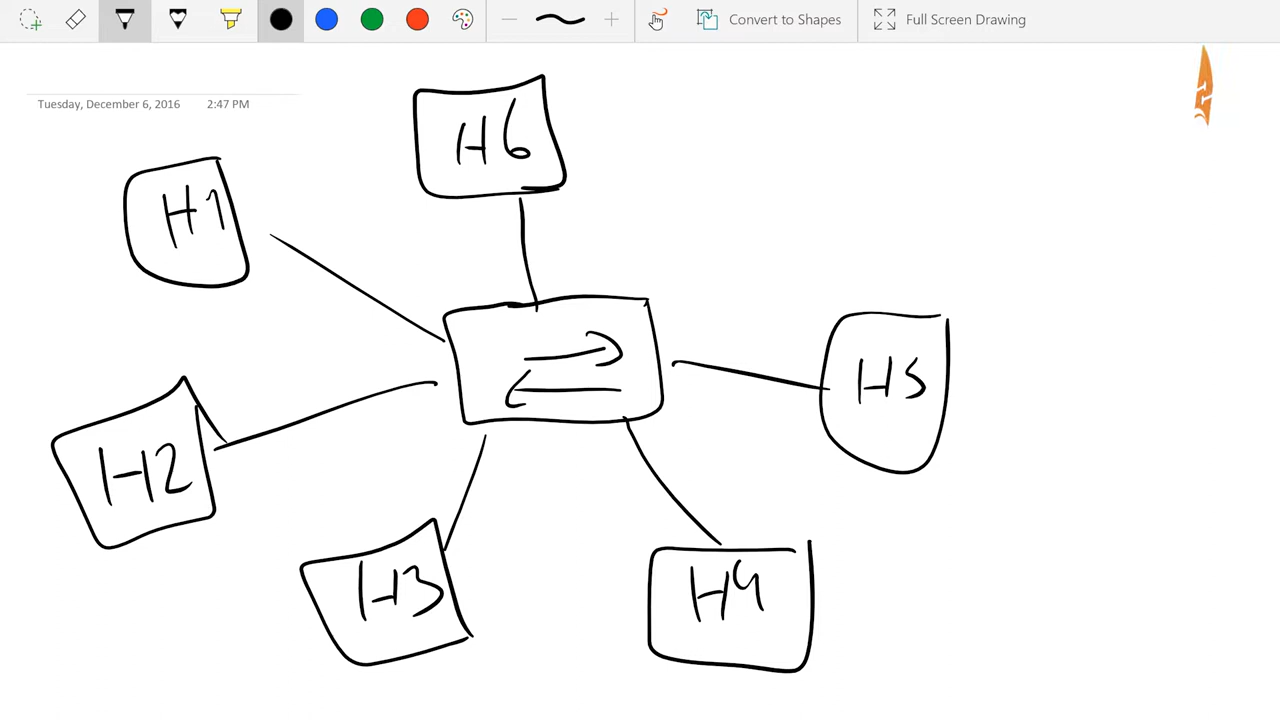 Convert to Shapes
Full Screen Drawing
Tuesday, December 6, 2016 2:47 PM
H6
H1
H5
H2
H3
H4